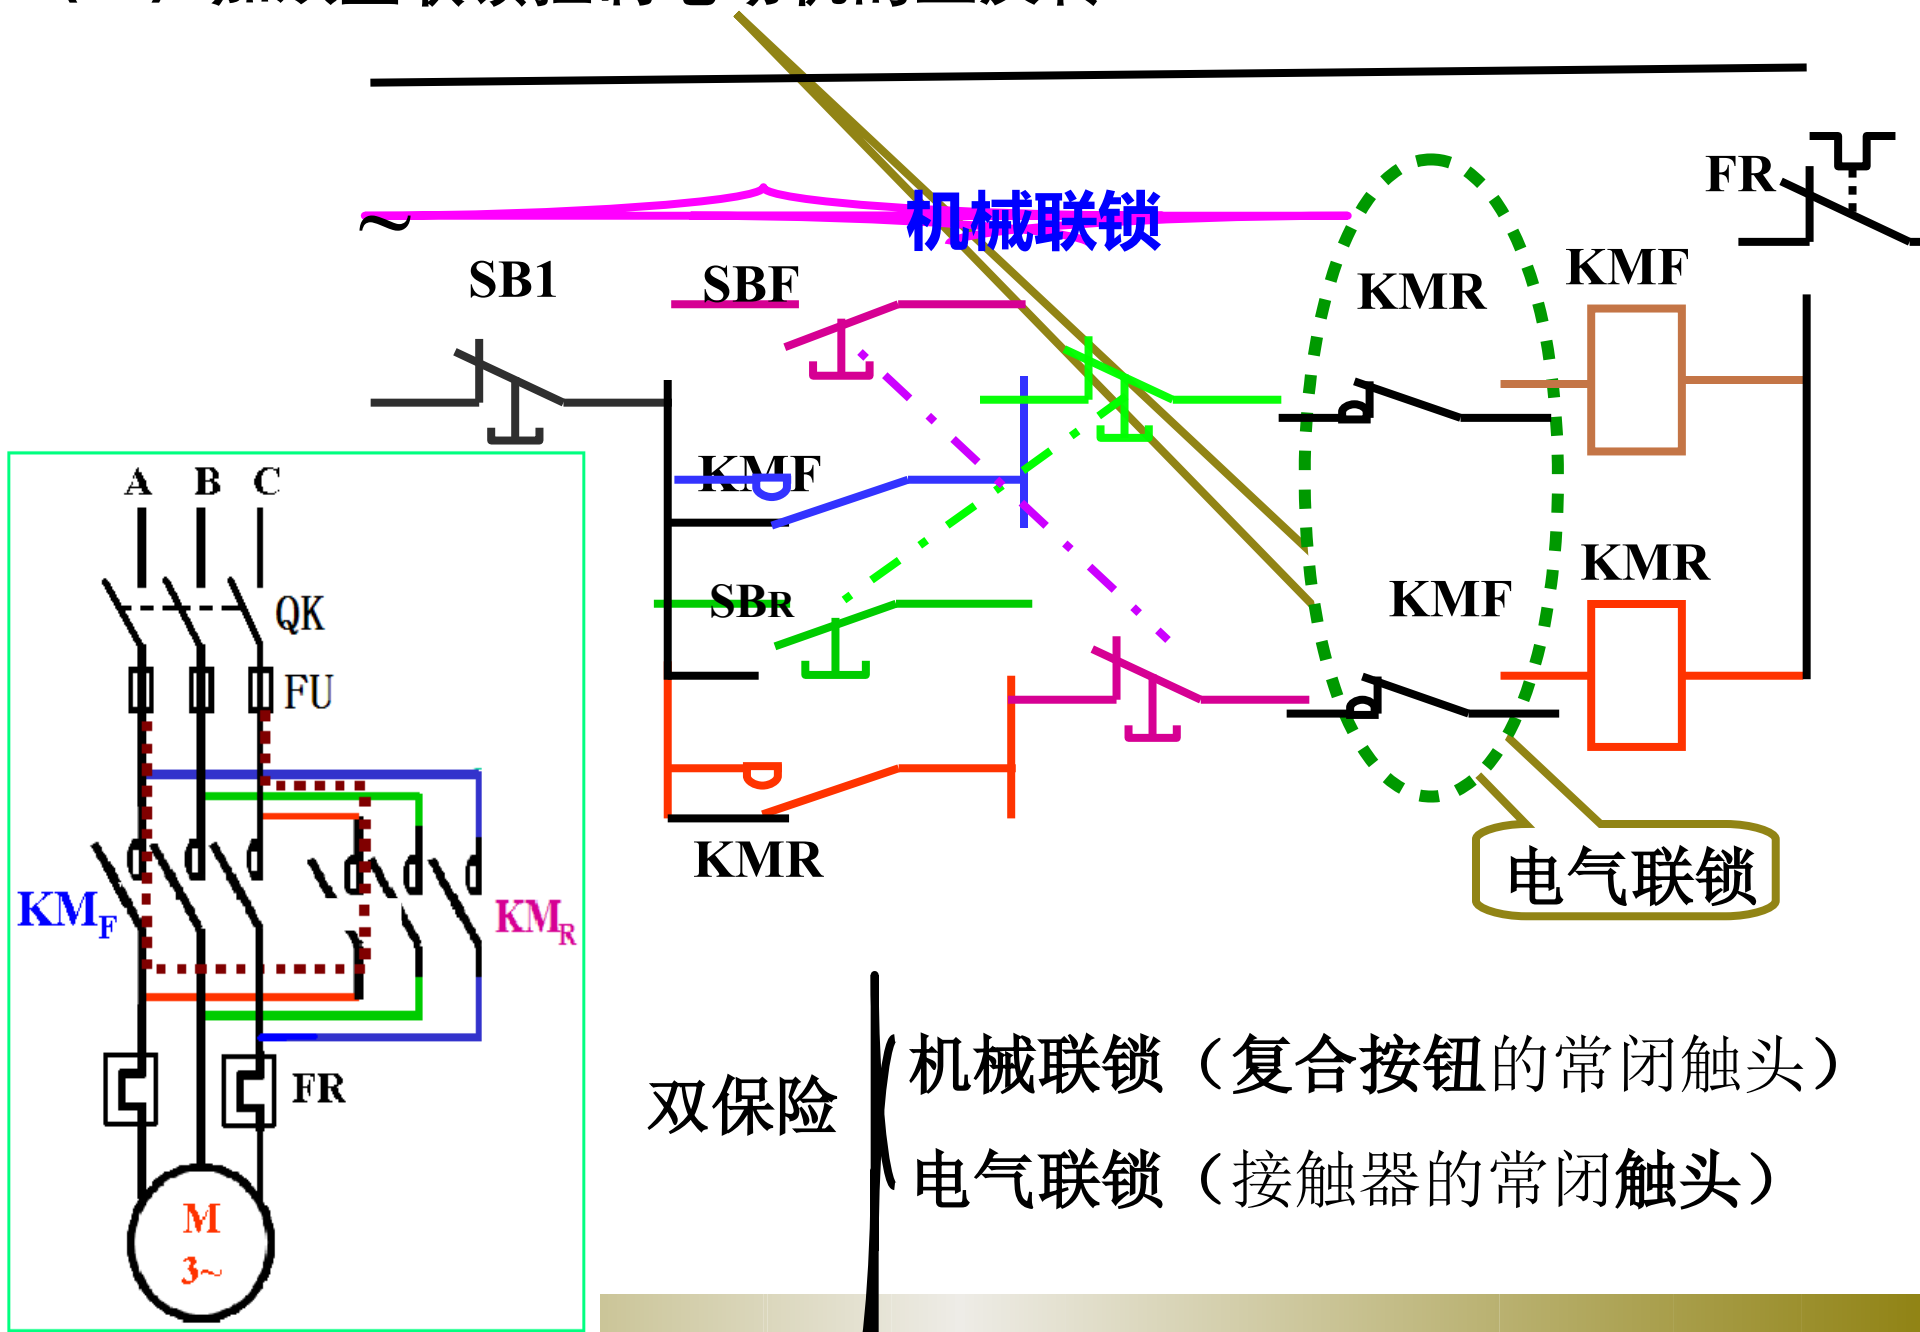 机械联锁
~
FR
SB1
SBF
KMR
KMF
KMF
SBR
KMF
KMR
KMR
电气联锁
A B C
QK
FU
KMF
KMR
FR
M
3~
双保险
机械联锁（复合按钮的常闭触头）
电气联锁（接触器的常闭触头）